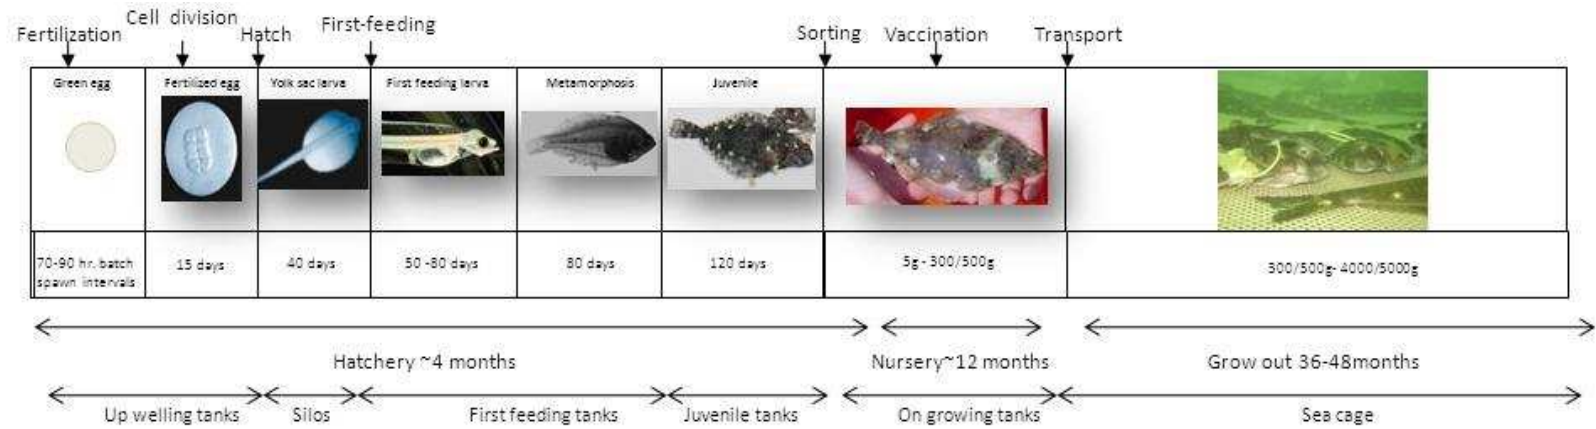 Cell division
First-feeding
Fertilization
Hatch
Sorting
Vaccination
Transport
Green egg
Fertilized egg
Yolk sac larva
First feeding larva
Metamorphosis
Juvenile
70-90 hr. batch
spawn intervals
15 days
40 days
50 -80 days
80 days
120 days
5g - 300/500g
300/500g- 4000/5000g
Hatchery ~4 months
Nursery~12 months
Grow out 36-48months
Up welling tanks
Silos
First feeding tanks
Juvenile tanks
On growing tanks
Sea cage